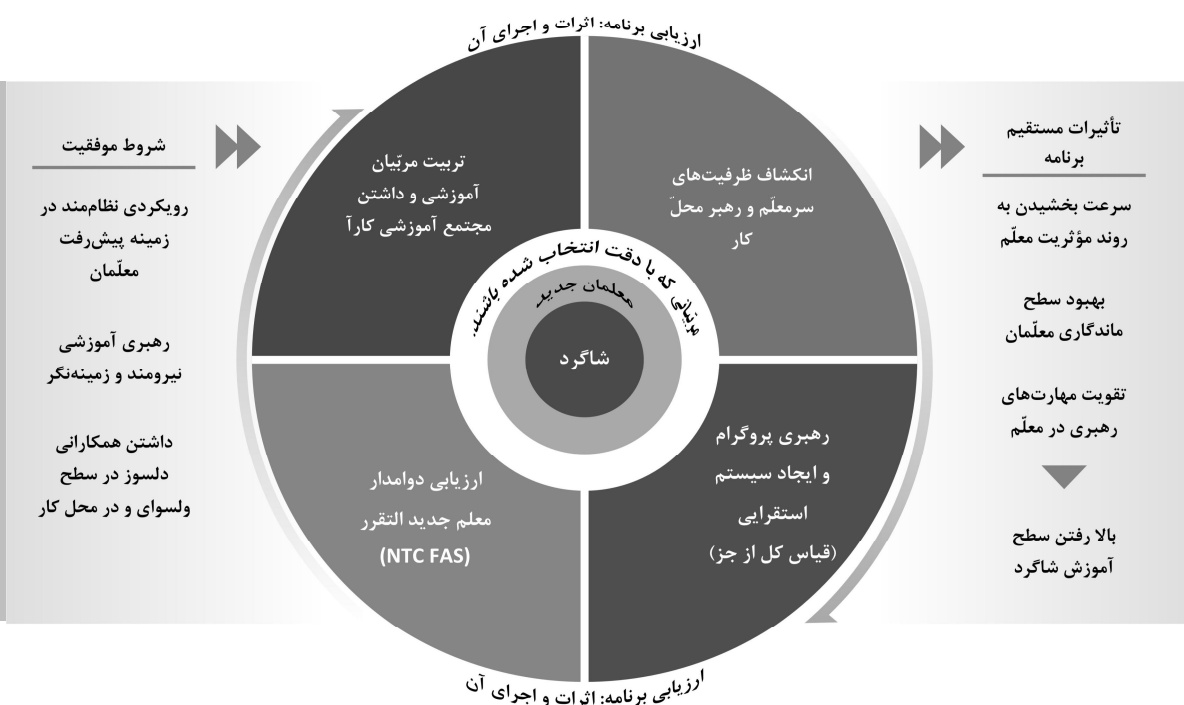 ارزیابی برنامه: اثرات و اجرای آن
تأثیرات مستقیم
برنامه
سرعت بخشیدن به
روند مؤثریت معلّم
بهبود سطح
ماندگاری معلّمان
تقویت مهارت‌های
رهبری در معلّم
بالا رفتن سطح
آموزش شاگرد
انکشاف ظرفیت‌های
سرمعلّم و رهبر محلّ
کار
تربیت مربّیان
آموزشی و داشتن
مجتمع آموزشی کارآ
مربّیانی که با دقت انتخاب شده باشند.
معلمان جدید
شاگرد
رهبری پروگرام
و ایجاد سیستم
استقرایی
(قیاس کل از جز)
ارزیابی دوامدار
معلم جدید التقرر
(NTC FAS)
شروط موفقیت
رویکردی نظام‌مند در
زمینه پیش‌رفت
معلّمان
رهبری آموزشی
نیرومند و زمینه‌نگر
داشتن همکارانی
دلسوز در سطح
ولسوای و در محل کار
ارزیابی برنامه: اثرات و اجرای آن